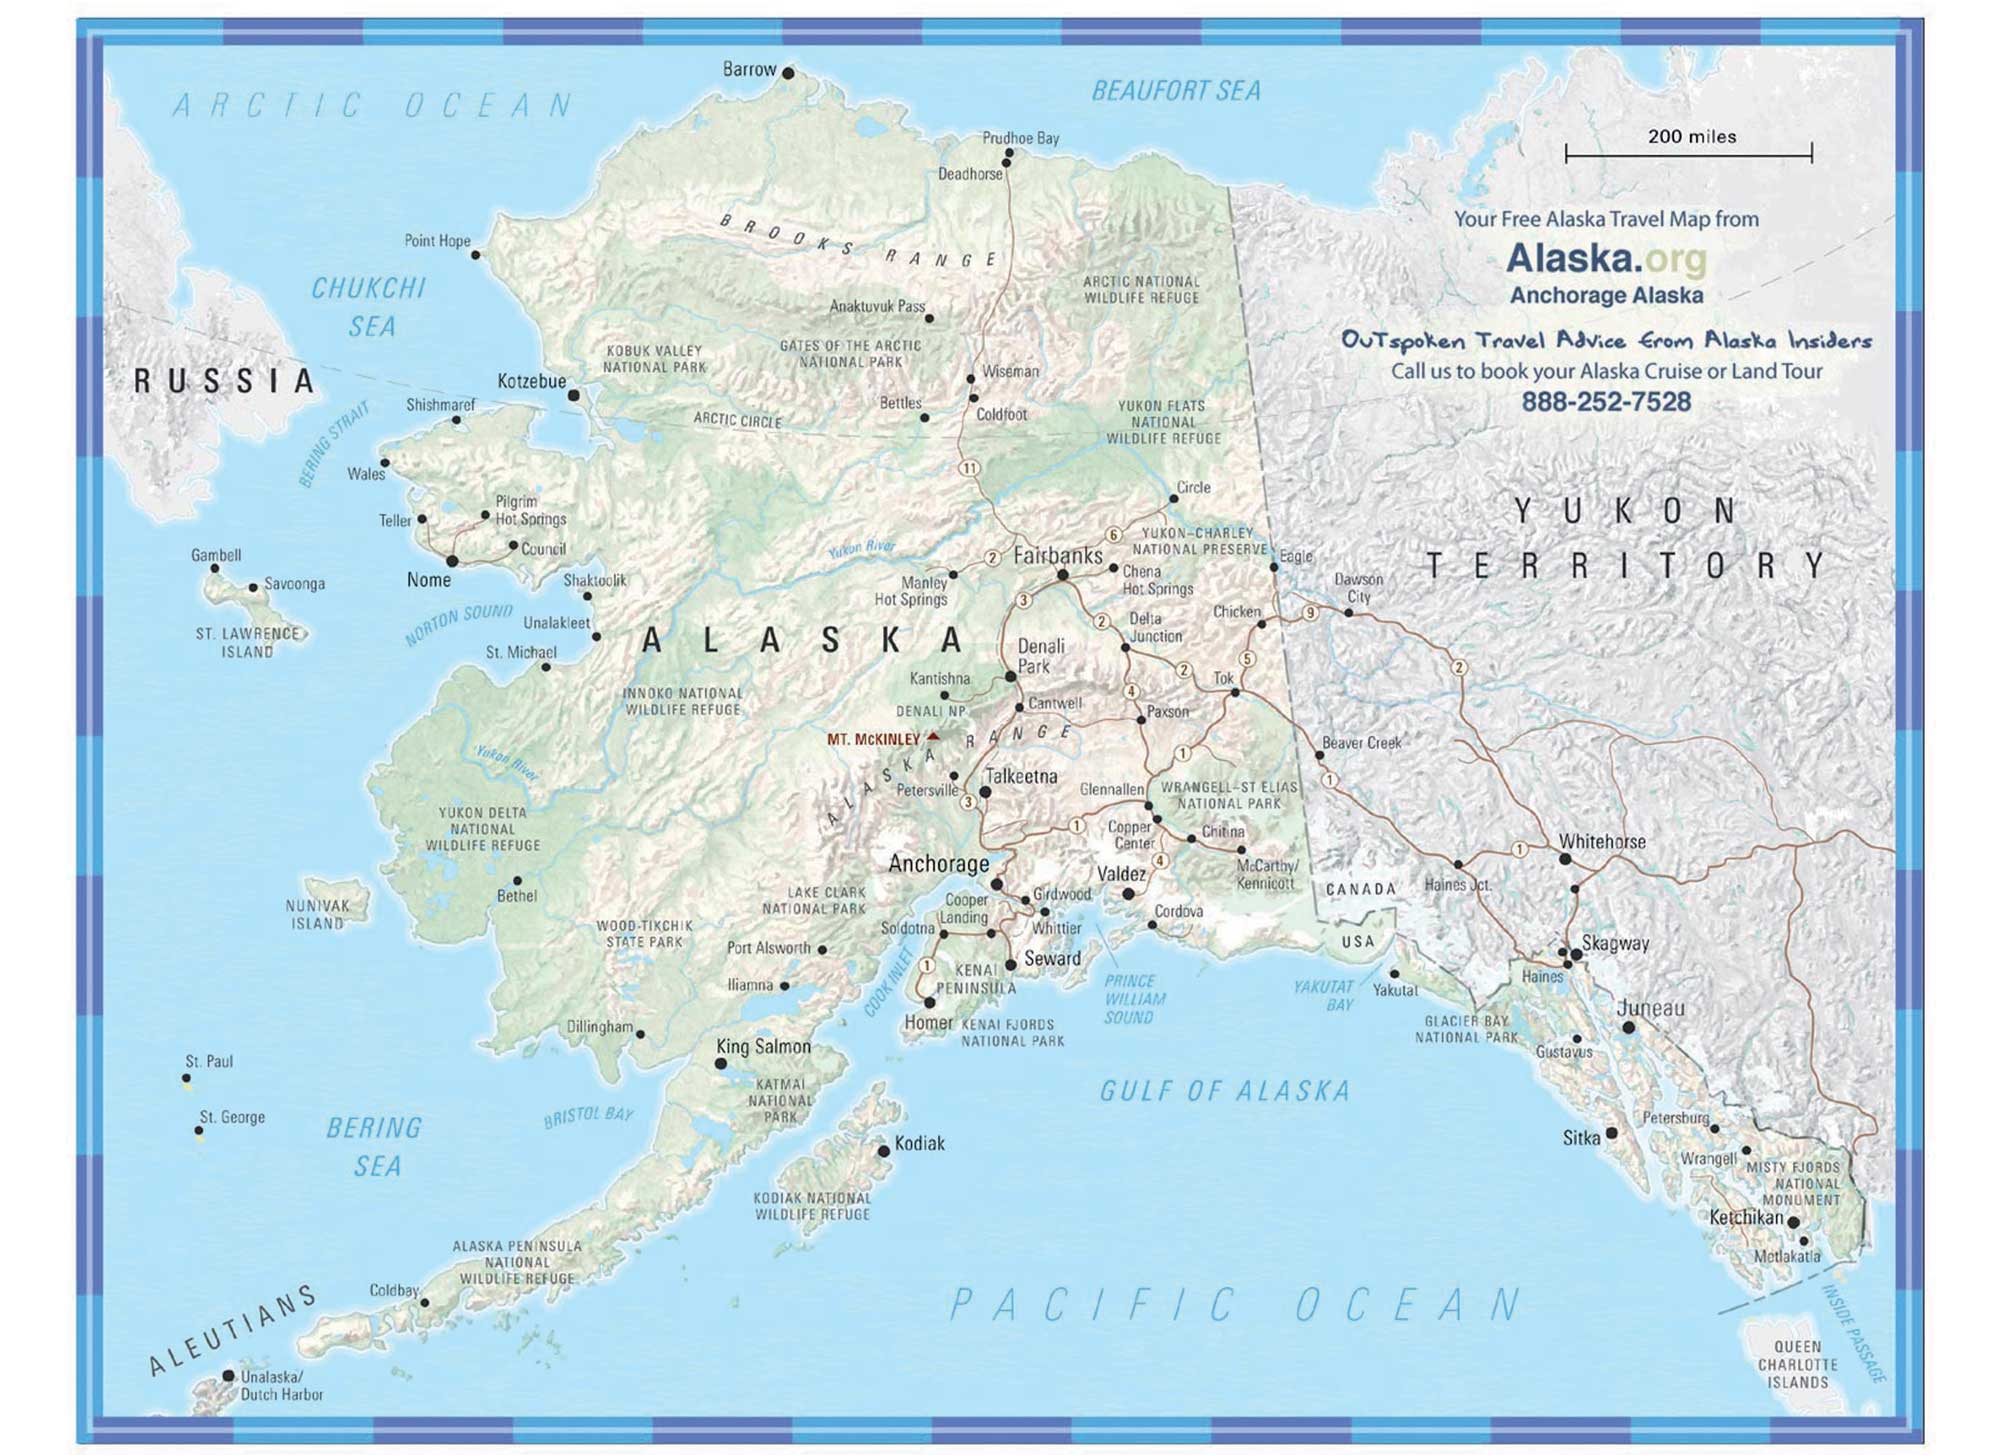 Barrow
ARCTIC OCEAN
BEAUFORT SEA
Prudhoe Bay
Deadhorse
200 miles
Your Free Alaska Travel Map from
Alaska.org
Anchorage Alaska
OuTspoken Travel Advice from Alaska Insiders
Call us to book your Alaska Cruise or Land Tour
888-252-7528
BROOKS RANGE
Point Hope
CHUKCHI
SEA
ARCTIC NATIONAL
WILDLIFE REFUGE
Anaktuvuk Pass
GATES OF THE ARCTIC
NATIONAL PARK
KOBUK VALLEY
NATIONAL PARK
RUSSIA
Kotzebue
Wiseman
Shishmaref
Bettles
Coldfoot
ARCTIC CIRCLE
YUKON FLATS
NATIONAL
WILDLIFE REFUGE
BERING STRAIT
Wales
11
Circle
Pilgrim
Hot Springs
Teller
Council
YUKON
TERRITORY
6
YUKON–CHARLEY
NATIONAL PRESERVE
Yukon River
2
Fairbanks
Eagle
Gambell
Savoonga
Nome
Shaktoolik
Manley
Hot Springs
Chena
Hot Springs
Dawson
City
3
NORTON SOUND
Unalakleet
ST. LAWRENCE
ISLAND
ALASKA
2
Delta
Junction
Chicken
9
St. Michael
Denali
Park
5
2
2
Kantishna
Tok
INNOKO NATIONAL
WILDLIFE REFUGE
DENALI NP
Cantwell
4
Paxson
MT. McKINLEY
ALASKA RANGE
Yukon River
1
Beaver Creek
1
Petersville
3
Talkeetna
Glennallen
WRANGELL–ST ELIAS
NATIONAL PARK
YUKON DELTA
NATIONAL
WILDLIFE REFUGE
1
Copper
Center
Chitina
Anchorage
4
McCarthy/
Kennicott
1
Whitehorse
Haines Jct.
Valdez
CANADA
Bethel
LAKE CLARK
NATIONAL PARK
Girdwood
Cooper
Landing
Whittier
Cordova
NUNIVAK
ISLAND
WOOD-TIKCHIK
STATE PARK
Soldotna
Port Alsworth
USA
Skagway
Seward
1
KENAI
PENINSULA
COOK INLET
Iliamna
PRINCE
WILLIAM
SOUND
YAKUTAT
BAY
Yakutat
Haines
Homer
KENAI FJORDS
NATIONAL PARK
Juneau
Dillingham
GLACIER BAY
NATIONAL PARK
Gustavus
King Salmon
KATMAI
NATIONAL
PARK
St. Paul
St. George
BERING
SEA
BRISTOL BAY
GULF OF ALASKA
Kodiak
Petersburg
Sitka
Wrangell
MISTY FJORDS
NATIONAL
MONUMENT
KODIAK NATIONAL
WILDLIFE REFUGE
Ketchikan
Metlakatla
ALASKA PENINSULA
NATIONAL
WILDLIFE REFUGE
Coldbay
ALEUTIANS
PACIFIC OCEAN
INSIDE PASSAGE
QUEEN
CHARLOTTE
ISLANDS
Unalaska/
Dutch Harbor